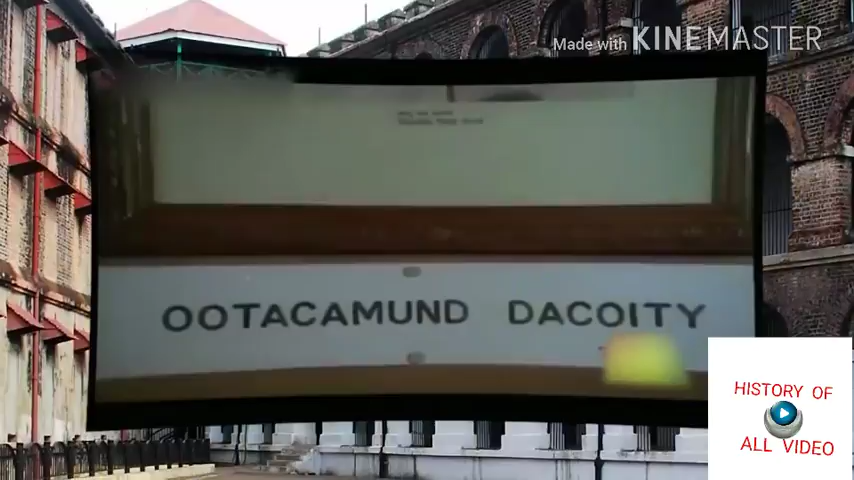 Made with KINEMASTER
OOTACAMUND DACOITY
HISTORY OF
ALL VIDEO